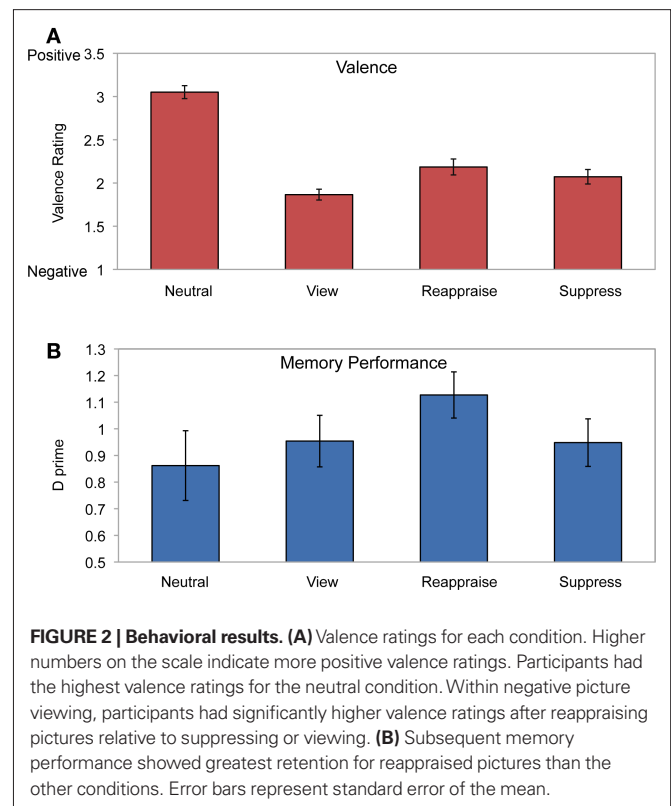 A
Positive 3.5
Valence
3
2.5
Valence Rating
2
1.5
Negative 1
Neutral View Reappraise Suppress
B
1.3
Memory Performance
1.2
1.1
1
0.9
D prime
0.8
0.7
0.6
0.5
Neutral View Reappraise Suppress
FIGURE 2 | Behavioral results. (A) Valence ratings for each condition. Higher
numbers on the scale indicate more positive valence ratings. Participants had
the highest valence ratings for the neutral condition. Within negative picture
viewing, participants had significantly higher valence ratings after reappraising
pictures relative to suppressing or viewing. (B) Subsequent memory
performance showed greatest retention for reappraised pictures than the
other conditions. Error bars represent standard error of the mean.